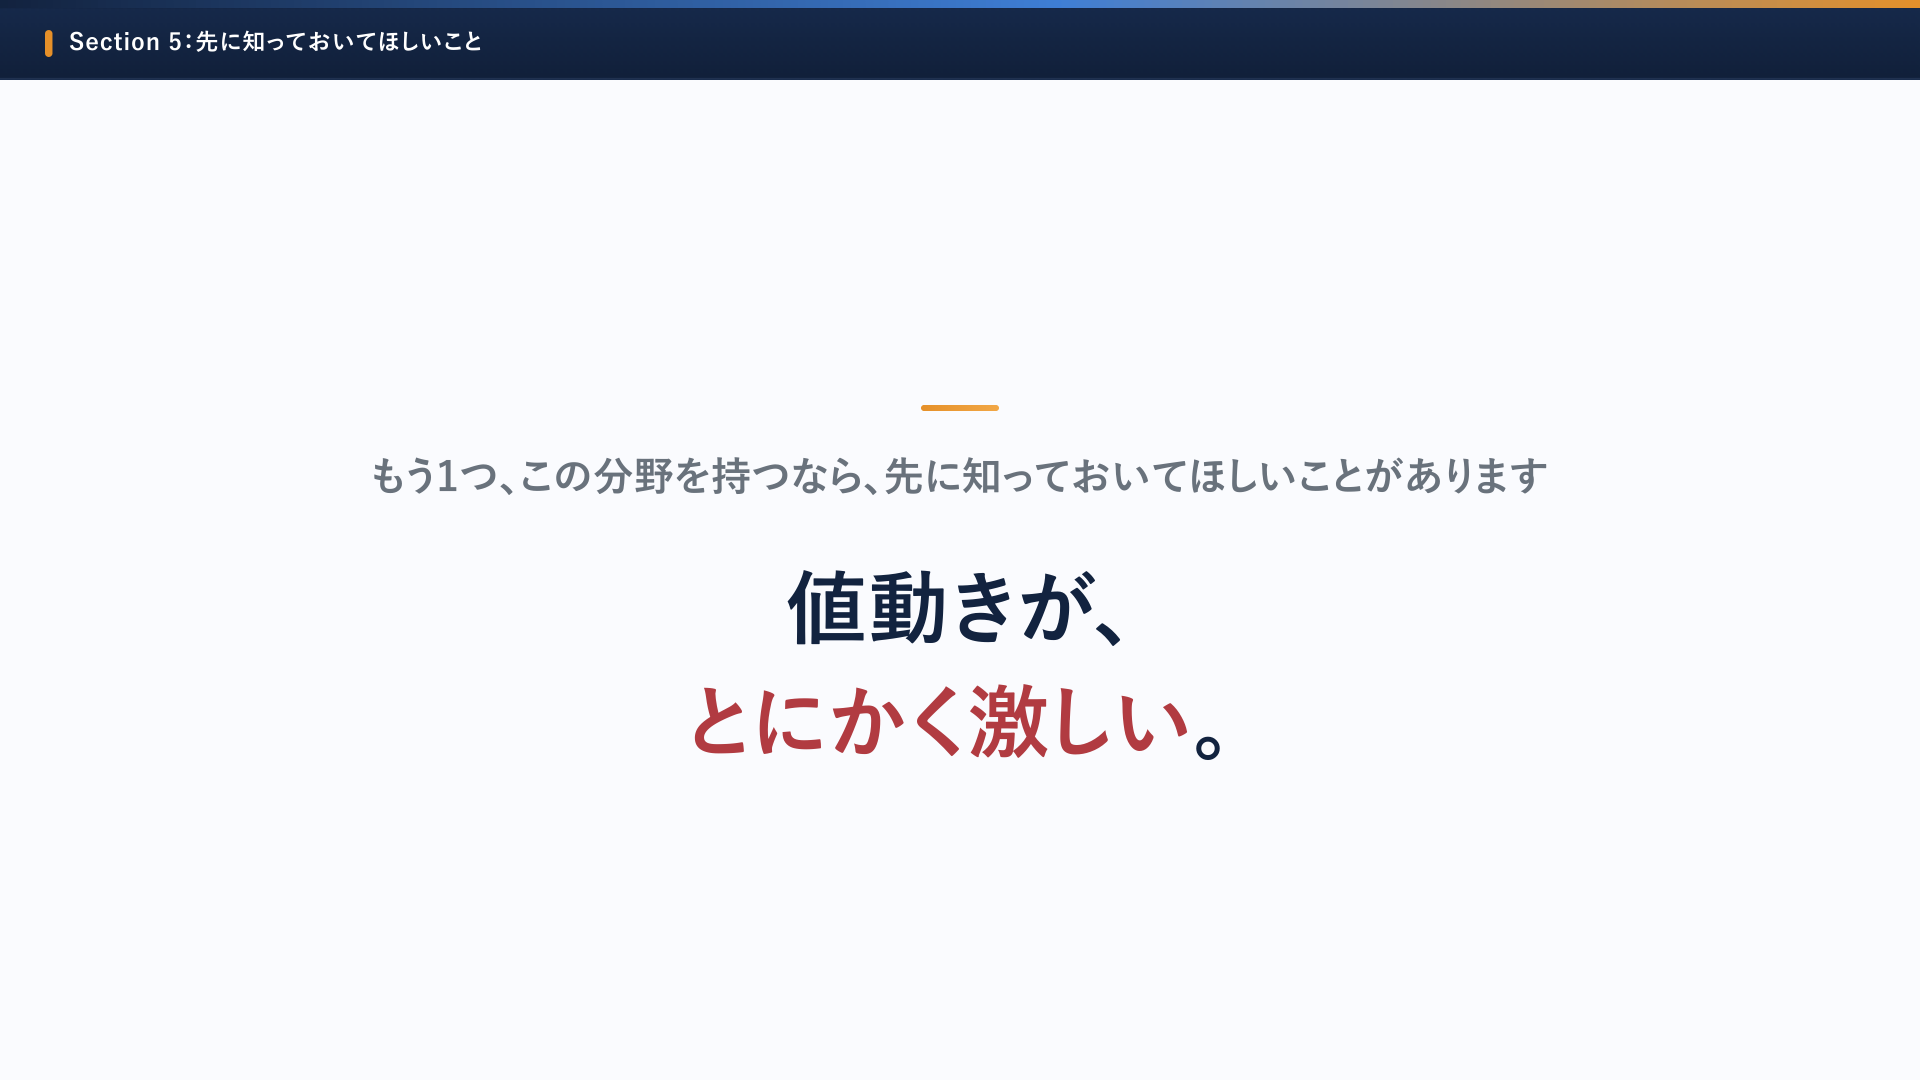 Section 5：先に知っておいてほしいこと
もう1つ、この分野を持つなら、先に知っておいてほしいことがあります
値動きが、
とにかく激しい。